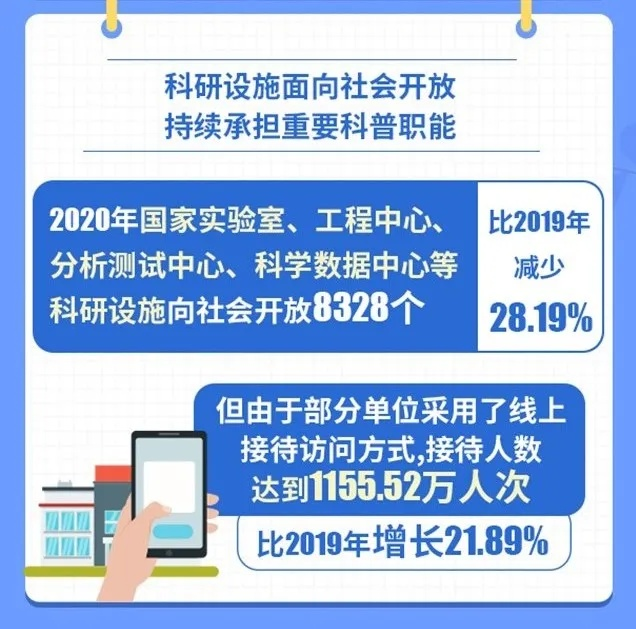 科研设施面向社会开放
持续承担重要科普职能
2020年国家实验室、工程中心、
分析测试中心、科学数据中心等
科研设施向社会开放8328个
比2019年
减少
28.19%
但由于部分单位采用了线上
接待访问方式,接待人数
达到1155.52万人次
比2019年增长21.89%